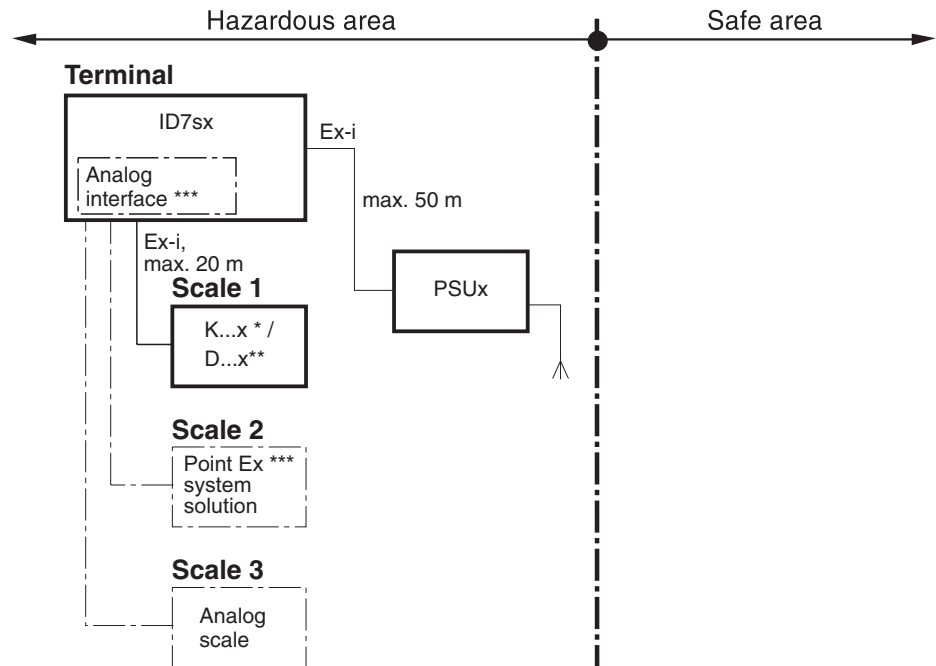 Hazardous area
Safe area
Terminal
ID7sx
Analog
interface ***
Ex-i
max. 50 m
Ex-i,
max. 20 m
PSUx
Scale 1
K...x * /
D...x**
Scale 2
Point Ex ***
system
solution
Scale 3
Analog
scale